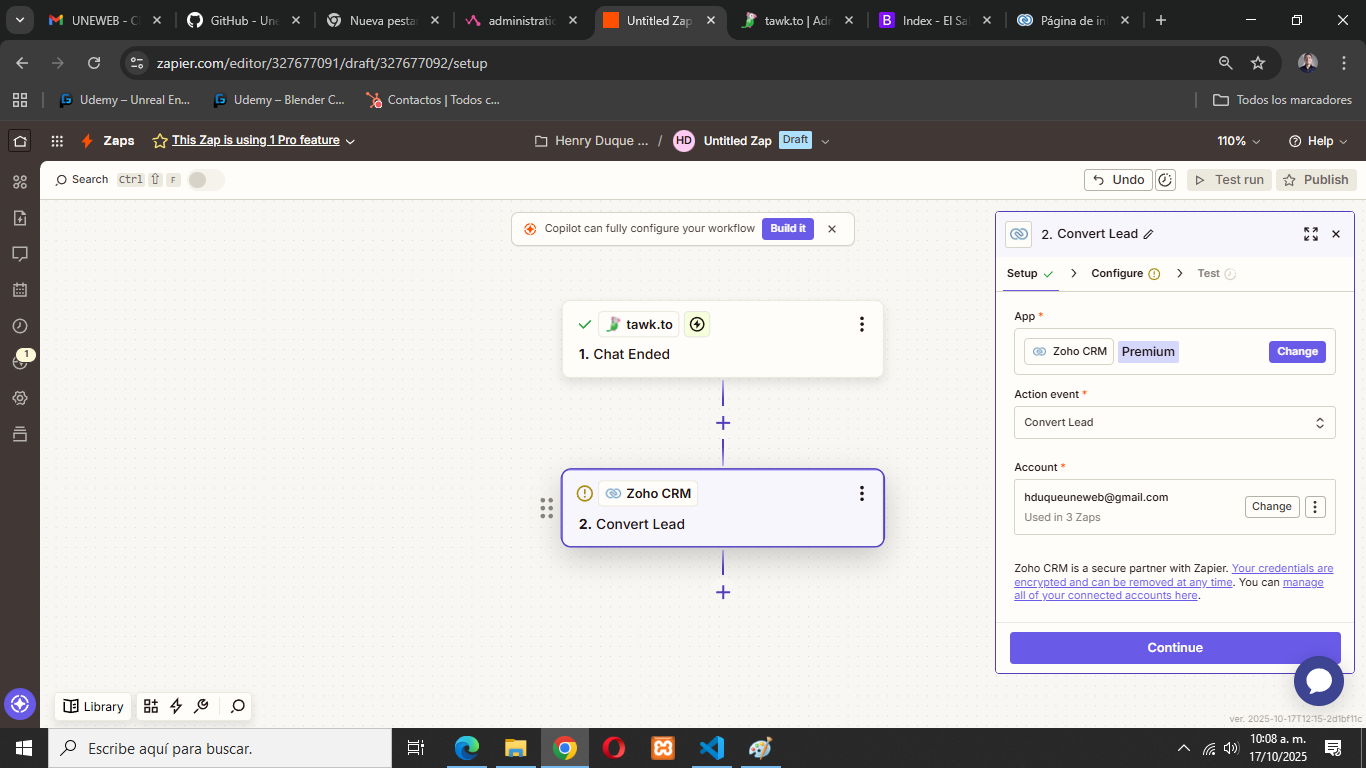 UNEWEB - C
GitHub - Une
Nueva pesta
administratio
Untitled Zap
tawk.to | Adr
Index - El Sal
Página de ini
zapier.com/editor/327677091/draft/327677092/setup
Udemy – Unreal En...
Udemy – Blender C...
Contactos | Todos c...
Todos los marcadores
Zaps
This Zap is using 1 Pro feature
Henry Duque ...
/
HD
Untitled Zap
Draft
110%
Help
Search
Ctrl ⇧ F
Undo
Test run
Publish
1
Copilot can fully configure your workflow
Build it
tawk.to
1. Chat Ended
Zoho CRM
2. Convert Lead
2. Convert Lead
Setup
Configure
Test
App *
Zoho CRM
Premium
Change
Action event *
Convert Lead
Account *
hduqueuneweb@gmail.com
Used in 3 Zaps
Change
Zoho CRM is a secure partner with Zapier. Your credentials are
encrypted and can be removed at any time. You can manage
all of your connected accounts here.
Continue
Library
ver. 2025-10-17T12:15-2d1bf11c
Escribe aquí para buscar.
10:08 a. m.
17/10/2025